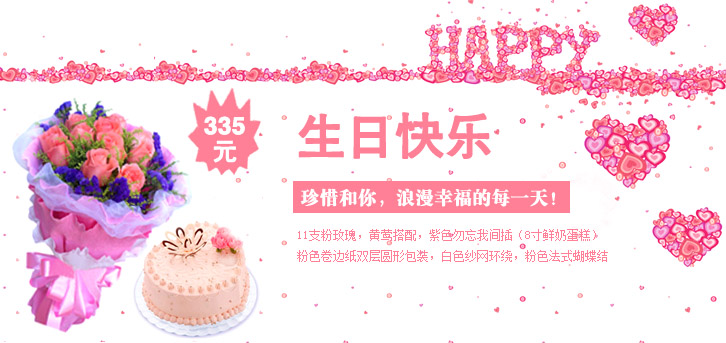 HAPPY
335
元
生日快乐
珍惜和你，浪漫幸福的每一天!
11支粉玫瑰，黄莺搭配，紫色勿忘我间插（8寸鲜奶蛋糕）
粉色卷边纸双层圆形包装，白色纱网环绕，粉色法式蝴蝶结